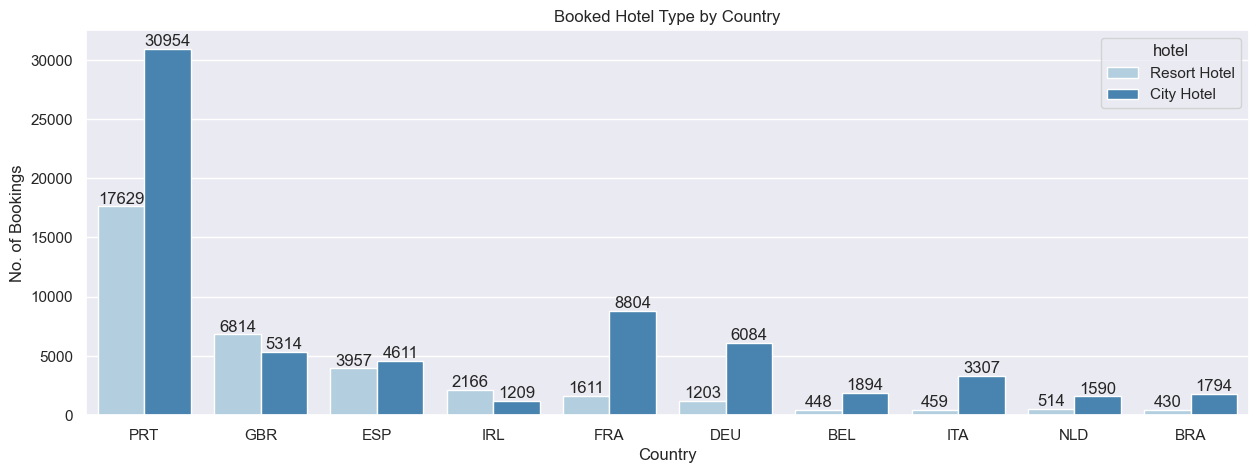 Booked Hotel Type by Country
hotel
Resort Hotel
City Hotel
No. of Bookings
30000
25000
20000
15000
10000
5000
0
17629 30954
6814 5314
3957 4611
2166 1209
1611 8804
1203 6084
448 1894
459 3307
514 1590
430 1794
PRT GBR ESP IRL FRA DEU BEL ITA NLD BRA
Country